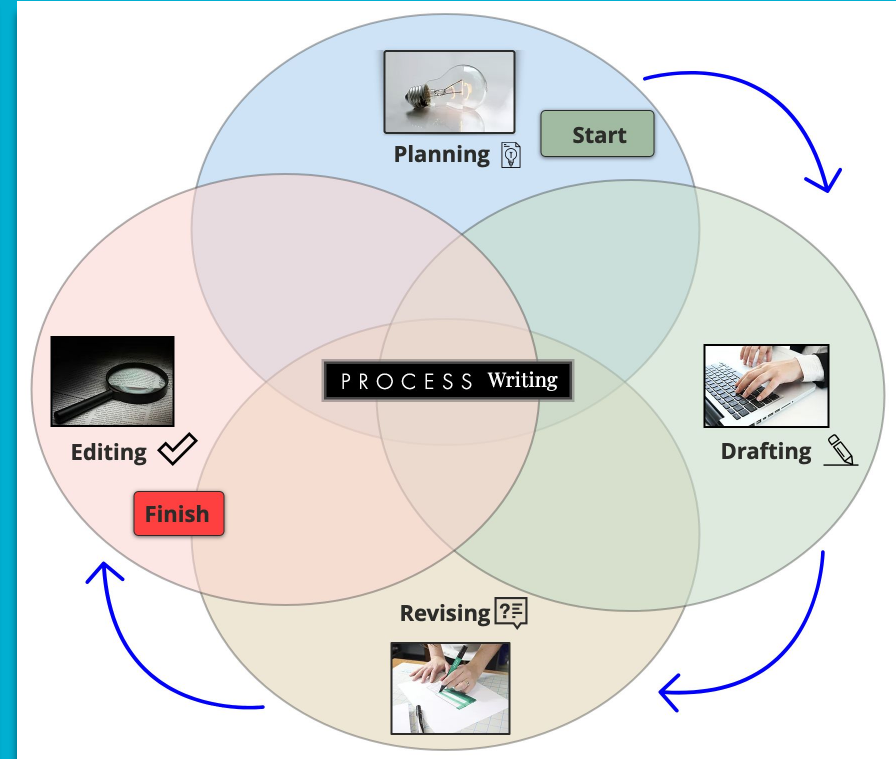 Planning
Start
PROCESS Writing
Editing
Drafting
Finish
Revising